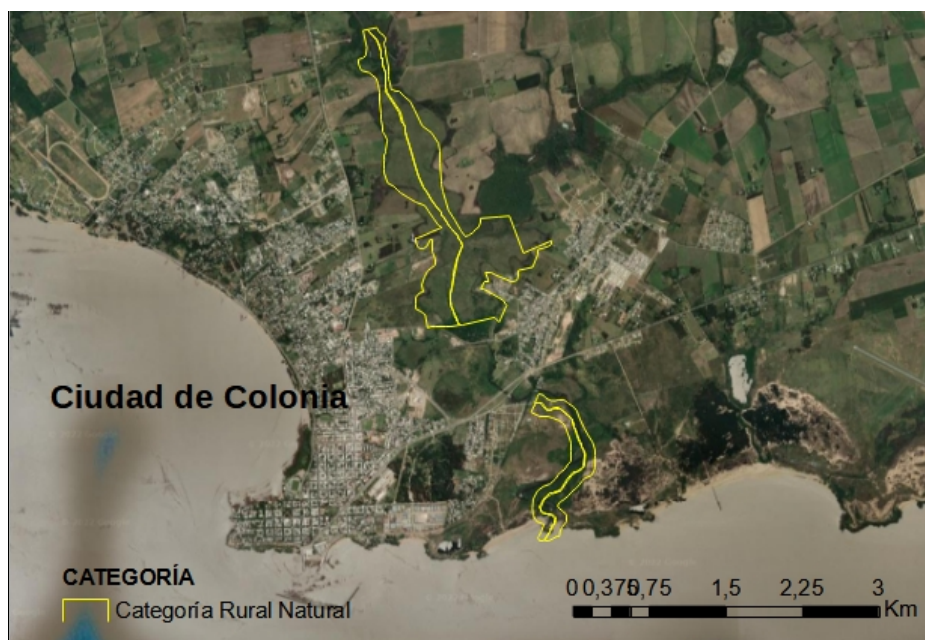 Ciudad de Colonia
CATEGORÍA
Categoría Rural Natural
0 0,375 0,75 1,5 2,25 3
Km